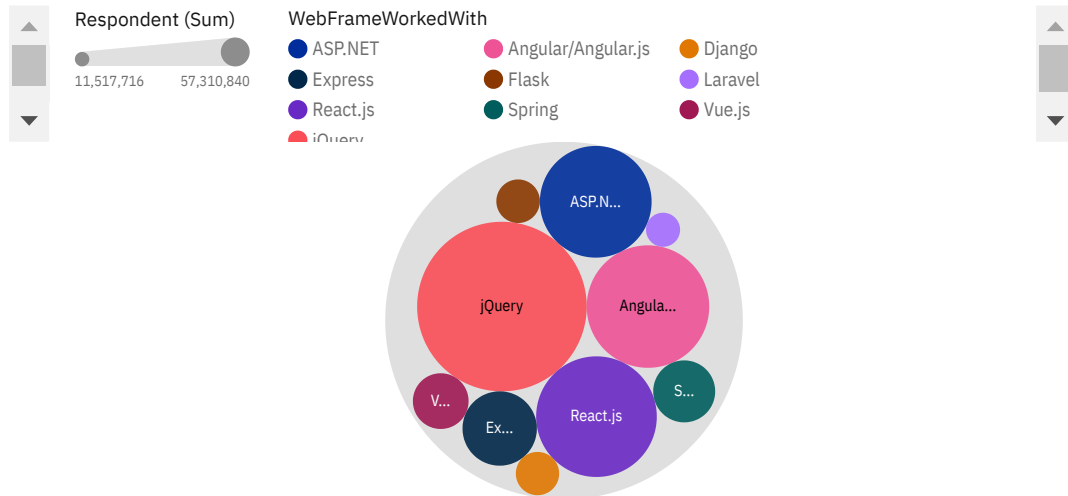 Respondent (Sum)
11,517,716 57,310,840
WebFrameWorkedWith
ASP.NET Angular/Angular.js Django
Express Flask Laravel
React.js Spring Vue.js
jQuery
ASP.N...
jQuery
Angula...
S...
V...
Ex...
React.js